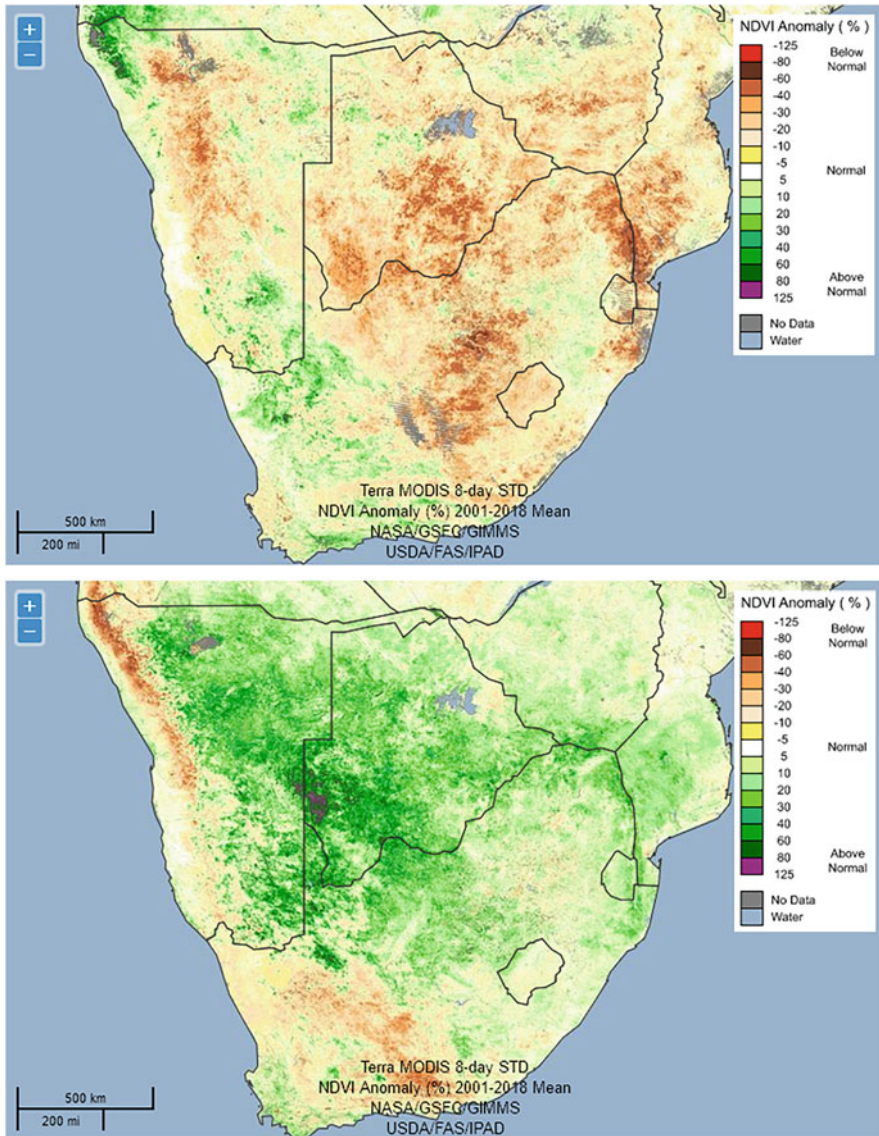 +
−
NDVI Anomaly ( % )
-125
-80
-60
-40
-30
-20
-10
-5
5
10
20
30
40
60
80
125
Below
Normal
Normal
Above
Normal
No Data
Water
500 km
200 mi
Terra MODIS 8-day STD
NDVI Anomaly (%) 2001-2018 Mean
NASA/GSFC/GIMMS
USDA/FAS/IPAD
+
−
NDVI Anomaly ( % )
-125
-80
-60
-40
-30
-20
-10
-5
5
10
20
30
40
60
80
125
Below
Normal
Normal
Above
Normal
No Data
Water
500 km
200 mi
Terra MODIS 8-day STD
NDVI Anomaly (%) 2001-2018 Mean
NASA/GSFC/GIMMS
USDA/FAS/IPAD